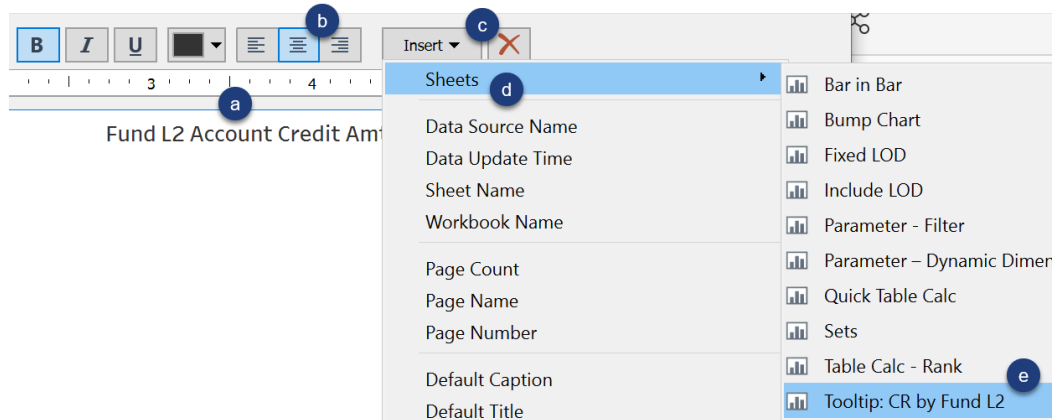 b
c
B I U Insert
3 4
a
Fund L2 Account Credit Amt
Sheets
d
Data Source Name
Data Update Time
Sheet Name
Workbook Name
Page Count
Page Name
Page Number
Default Caption
Default Title
Bar in Bar
Bump Chart
Fixed LOD
Include LOD
Parameter - Filter
Parameter – Dynamic Dimen
Quick Table Calc
Sets
Table Calc - Rank
e
Tooltip: CR by Fund L2